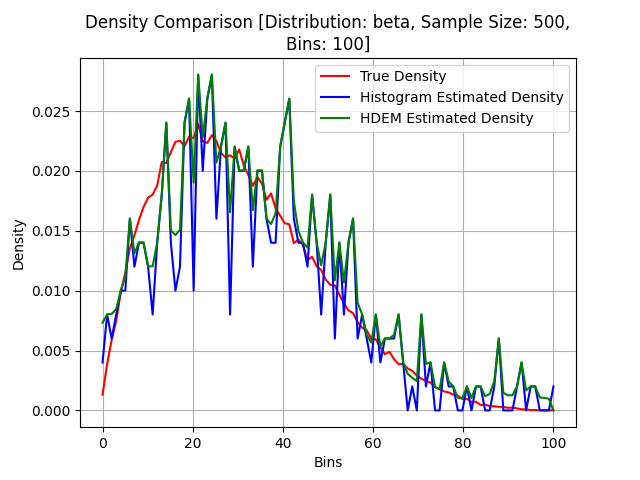 Density Comparison [Distribution: beta, Sample Size: 500,
Bins: 100]
True Density
Histogram Estimated Density
HDEM Estimated Density
Density
0.025
0.020
0.015
0.010
0.005
0.000
0 20 40 60 80 100
Bins